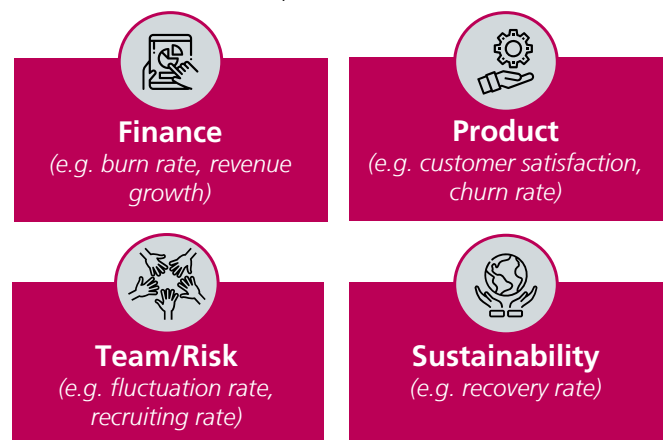 Finance
(e.g. burn rate, revenue
growth)
Product
(e.g. customer satisfaction,
churn rate)
Team/Risk
(e.g. fluctuation rate,
recruiting rate)
Sustainability
(e.g. recovery rate)